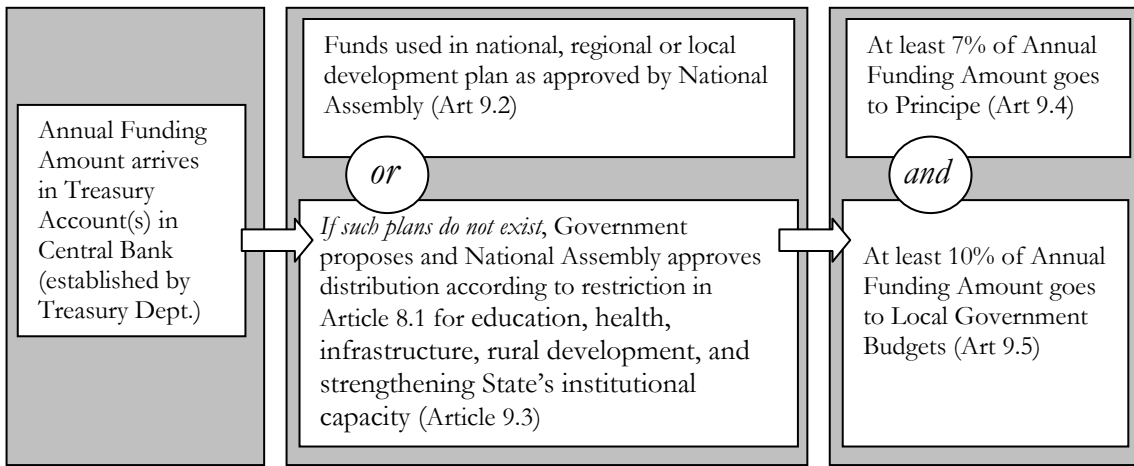 Annual Funding
Amount arrives
in Treasury
Account(s) in
Central Bank
(established by
Treasury Dept.)
Funds used in national, regional or local
development plan as approved by National
Assembly (Art 9.2)
or
If such plans do not exist, Government
proposes and National Assembly approves
distribution according to restriction in
Article 8.1 for education, health,
infrastructure, rural development, and
strengthening State's institutional
capacity (Article 9.3)
At least 7% of Annual
Funding Amount goes
to Principe (Art 9.4)
and
At least 10% of Annual
Funding Amount goes
to Local Government
Budgets (Art 9.5)